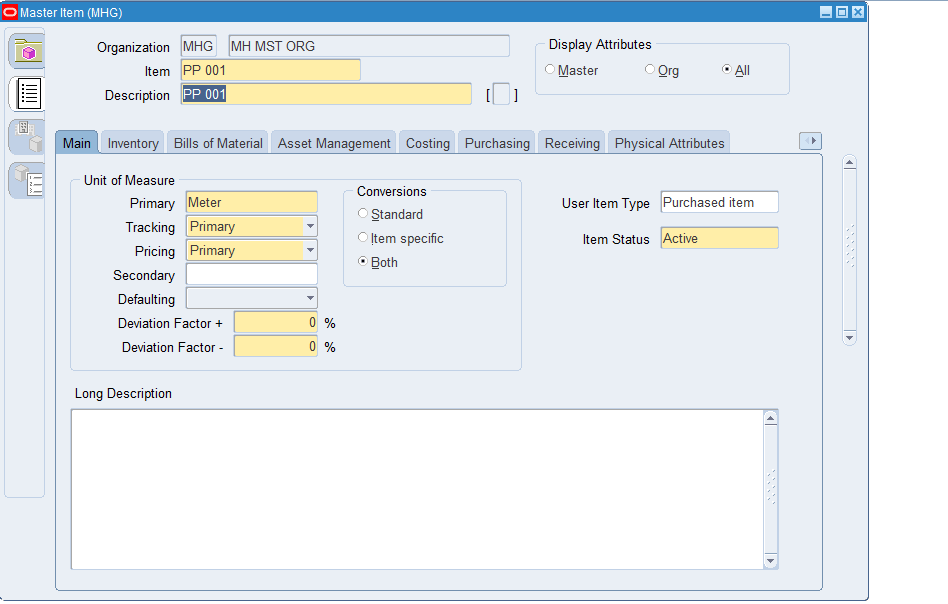 Master Item (MHG)
Organization MHG MH MST ORG
Item PP 001
Description PP 001 [ ]
Display Attributes
Master Org All
Main Inventory Bills of Material Asset Management Costing Purchasing Receiving Physical Attributes
Unit of Measure
Primary Meter
Tracking Primary
Pricing Primary
Secondary
Defaulting
Deviation Factor + 0 %
Deviation Factor - 0 %
Conversions
Standard
Item specific
Both
User Item Type Purchased item
Item Status Active
Long Description